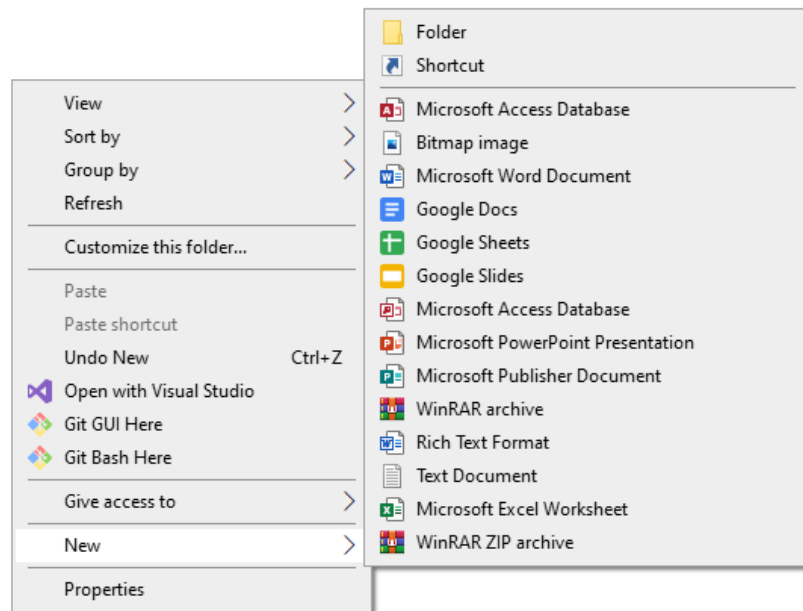 View
Sort by
Group by
Refresh
Customize this folder...
Paste
Paste shortcut
Undo New Ctrl+Z
Open with Visual Studio
Git GUI Here
Git Bash Here
Give access to
New
Properties
Folder
Shortcut
Microsoft Access Database
Bitmap image
Microsoft Word Document
Google Docs
Google Sheets
Google Slides
Microsoft Access Database
Microsoft PowerPoint Presentation
Microsoft Publisher Document
WinRAR archive
Rich Text Format
Text Document
Microsoft Excel Worksheet
WinRAR ZIP archive